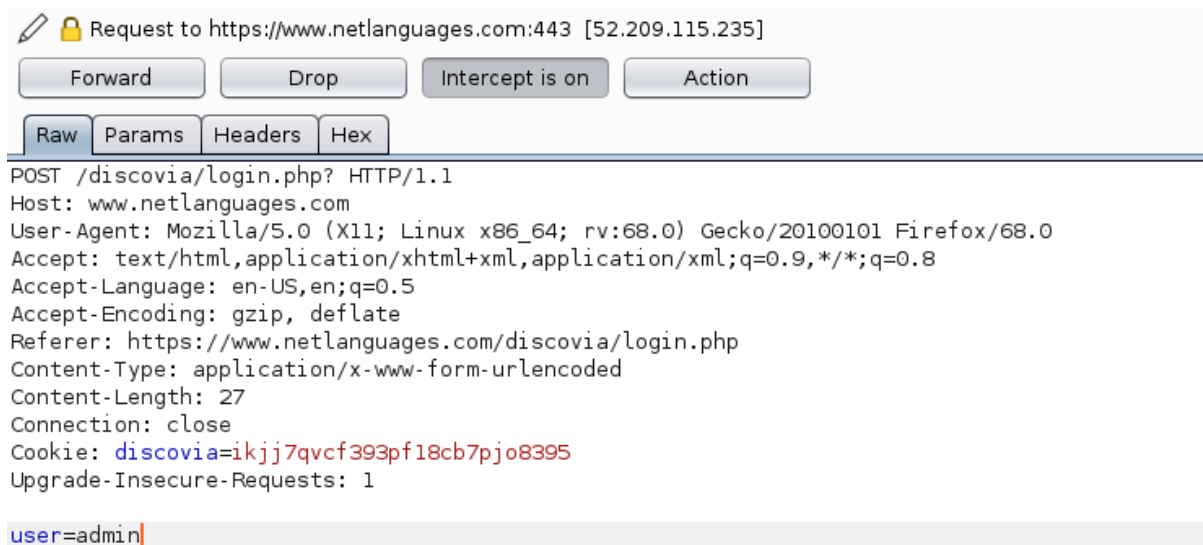 Request to https://www.netlanguages.com:443 [52.209.115.235]
Forward Drop Intercept is on Action
Raw Params Headers Hex
POST /discovia/login.php? HTTP/1.1
Host: www.netlanguages.com
User-Agent: Mozilla/5.0 (X11; Linux x86_64; rv:68.0) Gecko/20100101 Firefox/68.0
Accept: text/html,application/xhtml+xml,application/xml;q=0.9,*/*;q=0.8
Accept-Language: en-US,en;q=0.5
Accept-Encoding: gzip, deflate
Referer: https://www.netlanguages.com/discovia/login.php
Content-Type: application/x-www-form-urlencoded
Content-Length: 27
Connection: close
Cookie: discovia=ikjj7qvcf393pf18cb7pjo8395
Upgrade-Insecure-Requests: 1
user=admin